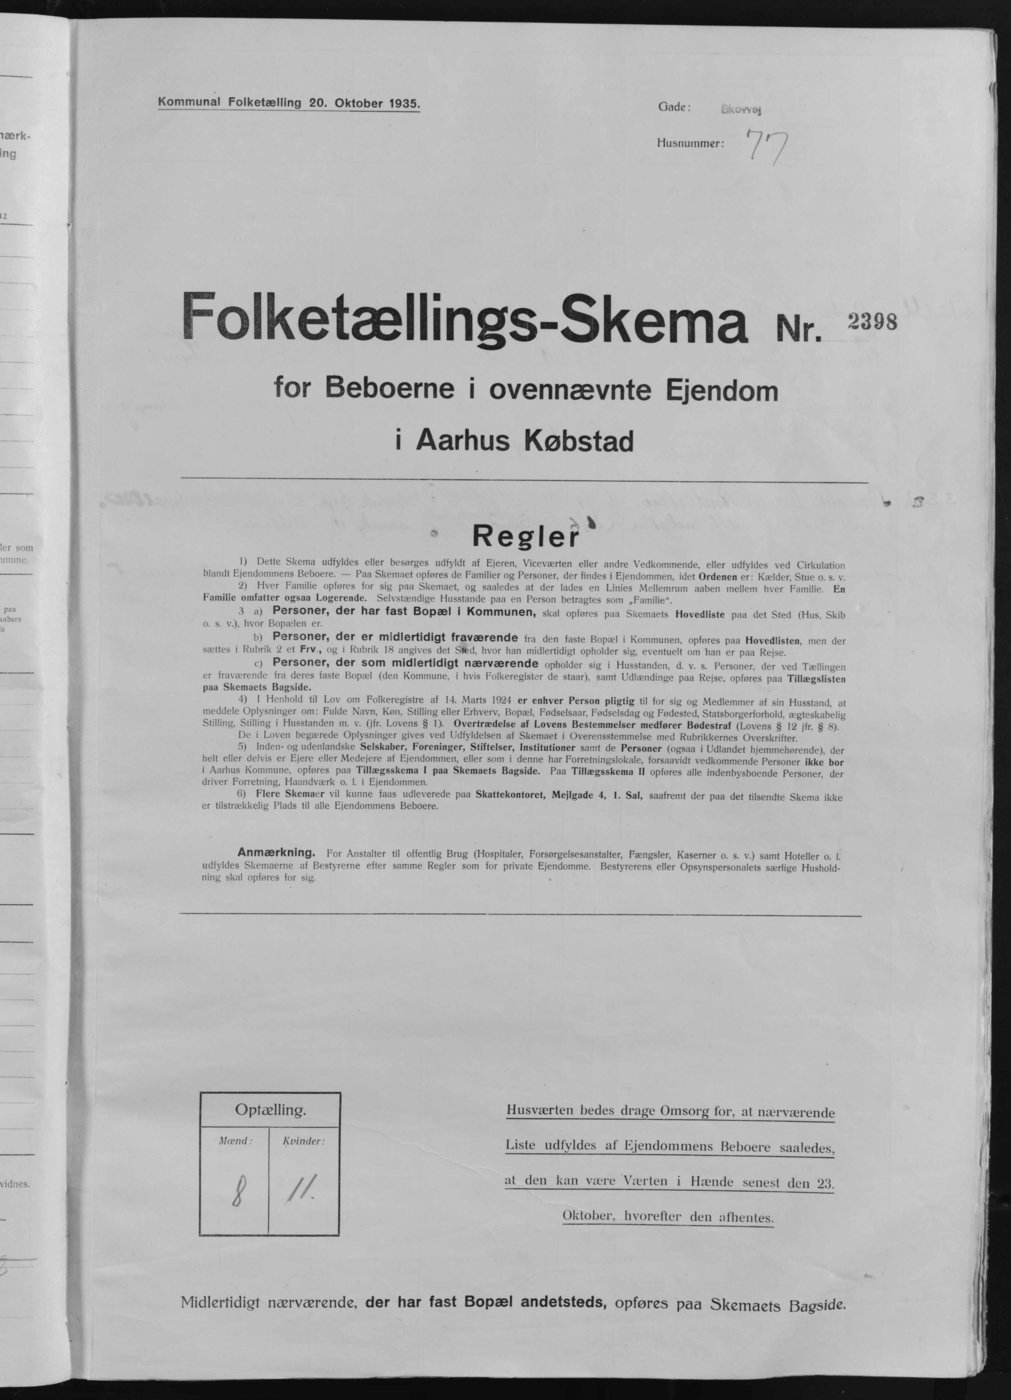 Kommunal Folketælling 20. Oktober 1935.
Gade: Skovvej
Husnummer: 77
Folketællings-Skema Nr. 2398
for Beboerne i ovennævnte Ejendom
i Aarhus Købstad
Regler
1) Dette Skema udfyldes eller besørges udfyldt af Ejeren, Viceværten eller andre Vedkommende, eller udfyldes ved Cirkulation
blandt Ejendommens Beboere. — Paa Skemaet opføres de Familier og Personer, der findes i Ejendommen, idet Ordenen er: Kælder, Stue o. s. v.
2) Hver Familie opføres for sig paa Skemaet, og saaledes at der lades en Linies Mellemrum aaben mellem hver Familie. En
Familie omfatter ogsaa Logerende. Selvstændige Husstande paa en Person betragtes som „Familie“.
3 a) Personer, der har fast Bopæl i Kommunen, skal opføres paa Skemaets Hovedliste paa det Sted (Hus, Skib
o. s. v.), hvor Bopælen er.
b) Personer, der er midlertidigt fraværende fra den faste Bopæl i Kommunen, opføres paa Hovedlisten, men der
sættes i Rubrik 2 et Frv., og i Rubrik 18 angives det Sted, hvor han midlertidigt opholder sig, eventuelt om han er paa Rejse.
c) Personer, der som midlertidigt nærværende opholder sig i Husstanden, d. v. s. Personer, der ved Tællingen
er fraværende fra deres faste Bopæl (den Kommune, i hvis Folkeregister de staar), samt Udlændinge paa Rejse, opføres paa Tillægslisten
paa Skemaets Bagside.
4) I Henhold til Lov om Folkeregistre af 14. Marts 1924 er enhver Person pligtig til for sig og Medlemmer af sin Husstand, at
meddele Oplysninger om: Fulde Navn, Køn, Stilling eller Erhverv, Bopæl, Fødselsaar, Fødselsdag og Fødested, Statsborgerforhold, ægteskabelig
Stilling, Stilling i Husstanden m. v. (jfr. Lovens § 1). Overtrædelse af Lovens Bestemmelser medfører Bødestraf (Lovens § 12 jfr. § 8).
De i Loven begærede Oplysninger gives ved Udfyldelsen af Skemaet i Overensstemmelse med Rubrikkernes Overskrifter.
5) Inden- og udenlandske Selskaber, Foreninger, Stiftelser, Institutioner samt de Personer (ogsaa i Udlandet hjemmehørende), der
helt eller delvis er Ejere eller Medejere af Ejendommen, eller som i denne har Forretningslokale, forsaavidt vedkommende Personer ikke bor
i Aarhus Kommune, opføres paa Tillægsskema I paa Skemaets Bagside. Paa Tillægsskema II opføres alle indenbysboende Personer, der
driver Forretning, Haandværk o. l. i Ejendommen.
6) Flere Skemaer vil kunne faas udleverede paa Skattekontoret, Mejlgade 4, 1. Sal, saafremt der paa det tilsendte Skema ikke
er tilstrækkelig Plads til alle Ejendommens Beboere.
Anmærkning. For Anstalter til offentlig Brug (Hospitaler, Forsørgelsesanstalter, Fængsler, Kaserner o. s. v.) samt Hoteller o. l.
udfyldes Skemaerne af Bestyrerne efter samme Regler som for private Ejendomme. Bestyrerens eller Opsynspersonalets særlige Hushold-
ning skal opføres for sig.
Optælling.
Mænd: Kvinder:
8 11.
Husværten bedes drage Omsorg for, at nærværende
Liste udfyldes af Ejendommens Beboere saaledes,
at den kan være Værten i Hænde senest den 23.
Oktober, hvorefter den afhentes.
Midlertidigt nærværende, der har fast Bopæl andetsteds, opføres paa Skemaets Bagside.